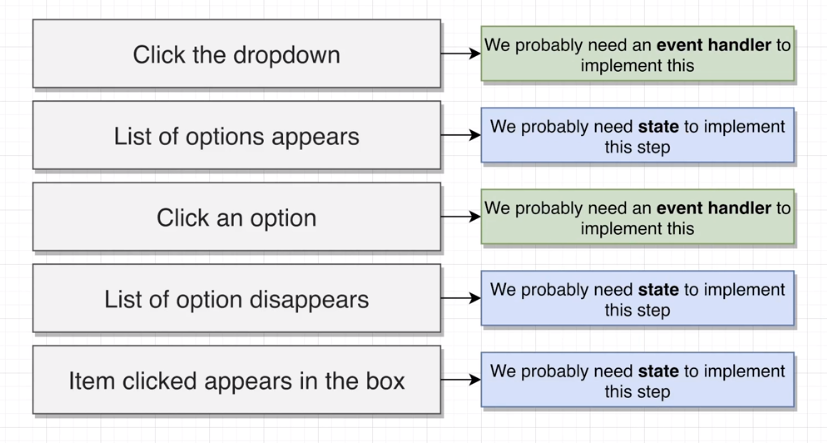 Click the dropdown
We probably need an event handler to
implement this
List of options appears
We probably need state to implement
this step
Click an option
We probably need an event handler to
implement this
List of option disappears
We probably need state to implement
this step
Item clicked appears in the box
We probably need state to implement
this step